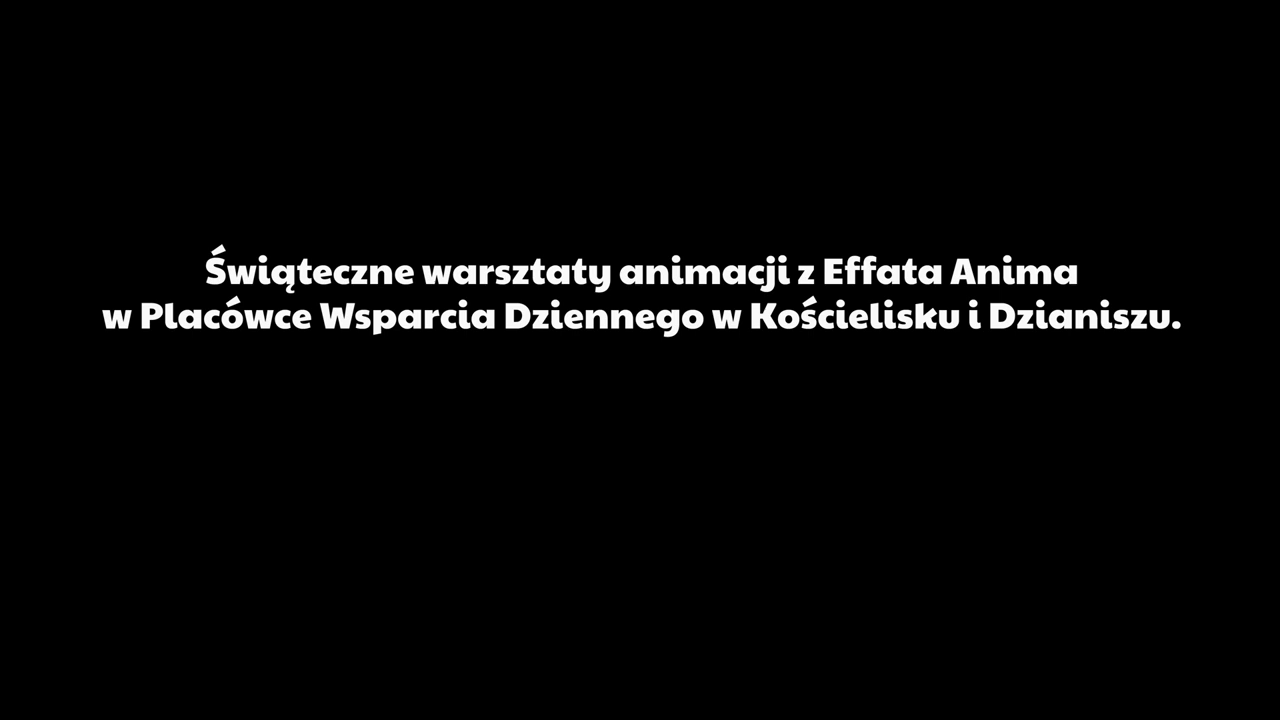 Świąteczne warsztaty animacji z Effata Anima
w Placówce Wsparcia Dziennego w Kościelisku i Dzianiszu.